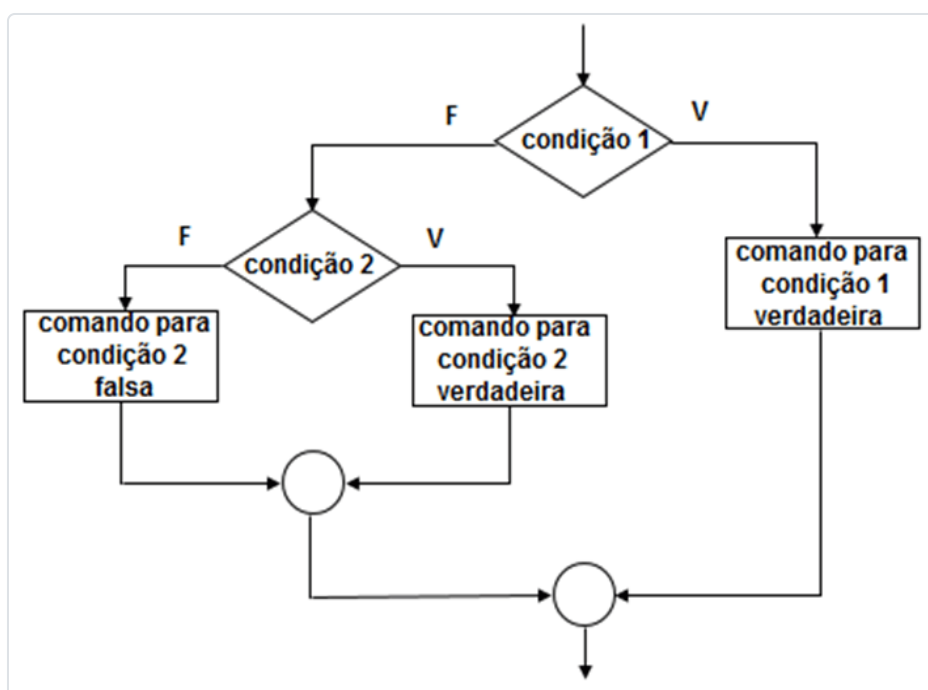 F
V
condição 1
F
V
condição 2
comando para
condição 1
verdadeira
comando para
condição 2
falsa
comando para
condição 2
verdadeira